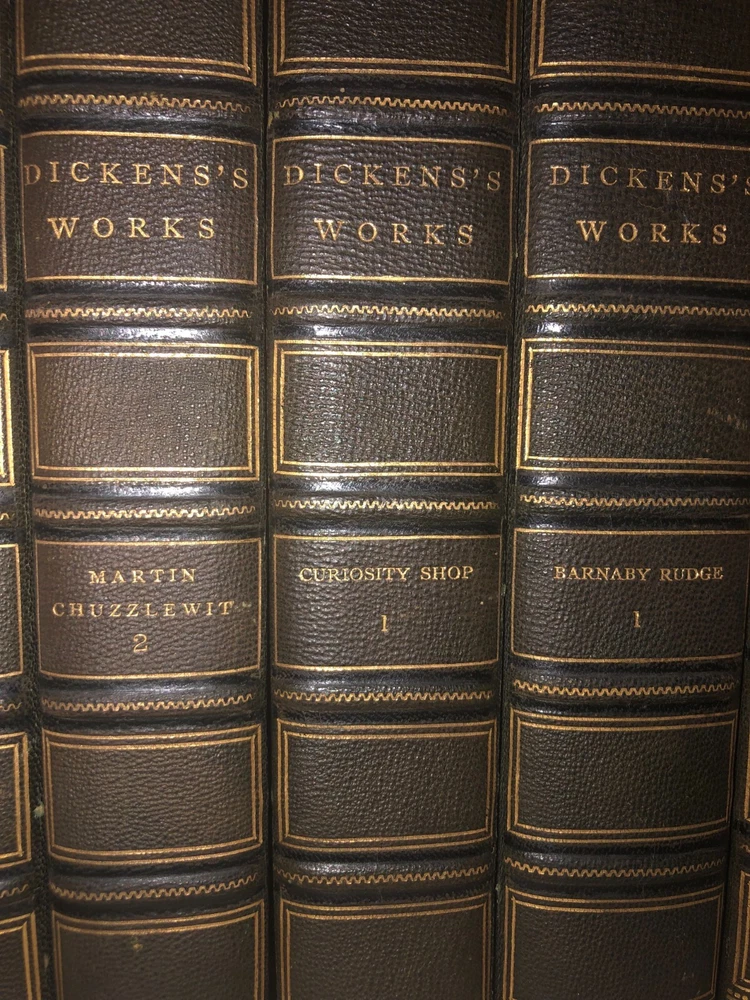 DICKENS'S
WORKS
MARTIN
CHUZZLEWIT
2
DICKENS'S
WORKS
CURIOSITY SHOP
1
DICKENS'S
WORKS
BARNABY RUDGE
1